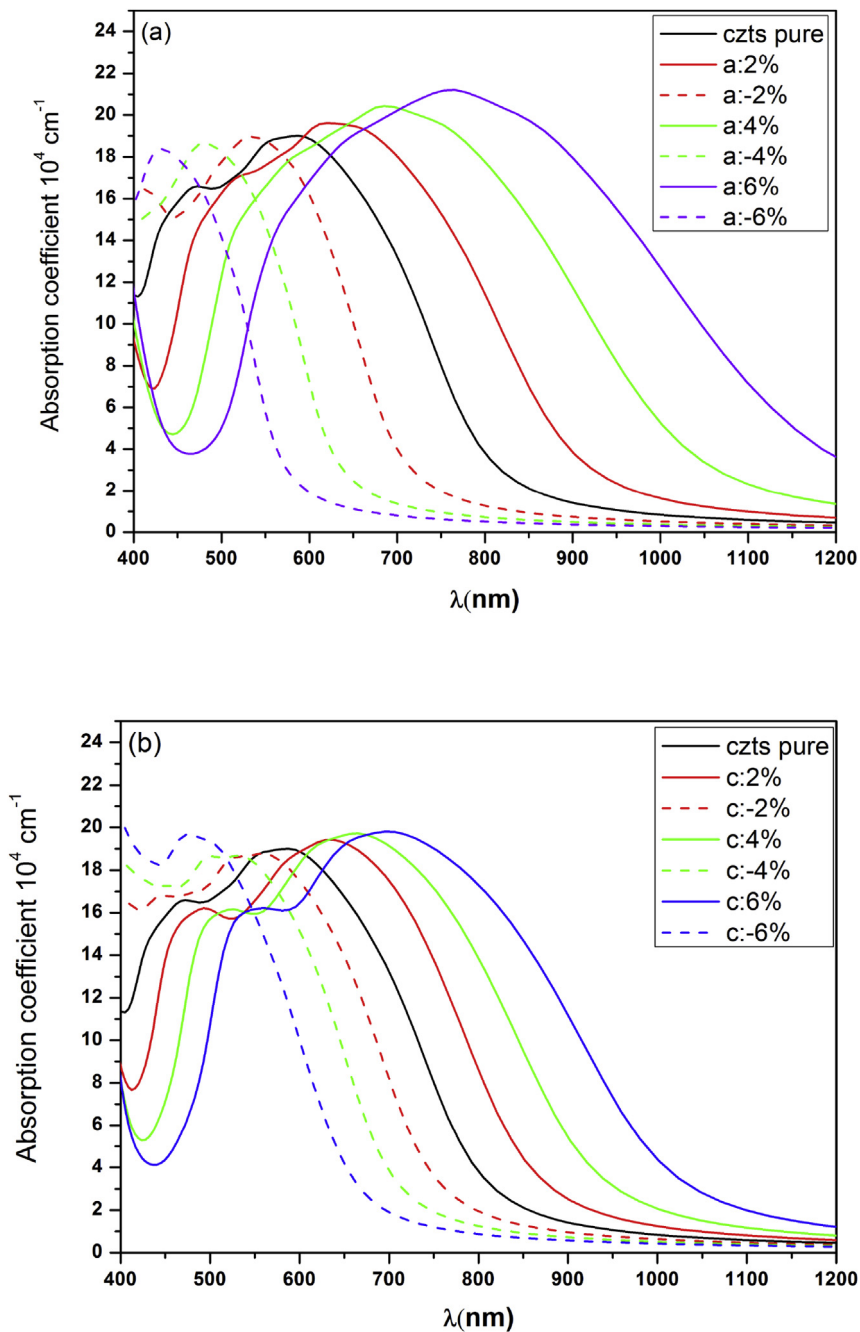 (a)
czts pure
a:2%
a:-2%
a:4%
a:-4%
a:6%
a:-6%
Absorption coefficient 10⁴ cm⁻¹
24
22
20
18
16
14
12
10
8
6
4
2
0
400 500 600 700 800 900 1000 1100 1200
λ(nm)
(b)
czts pure
c:2%
c:-2%
c:4%
c:-4%
c:6%
c:-6%
Absorption coefficient 10⁴ cm⁻¹
24
22
20
18
16
14
12
10
8
6
4
2
0
400 500 600 700 800 900 1000 1100 1200
λ(nm)